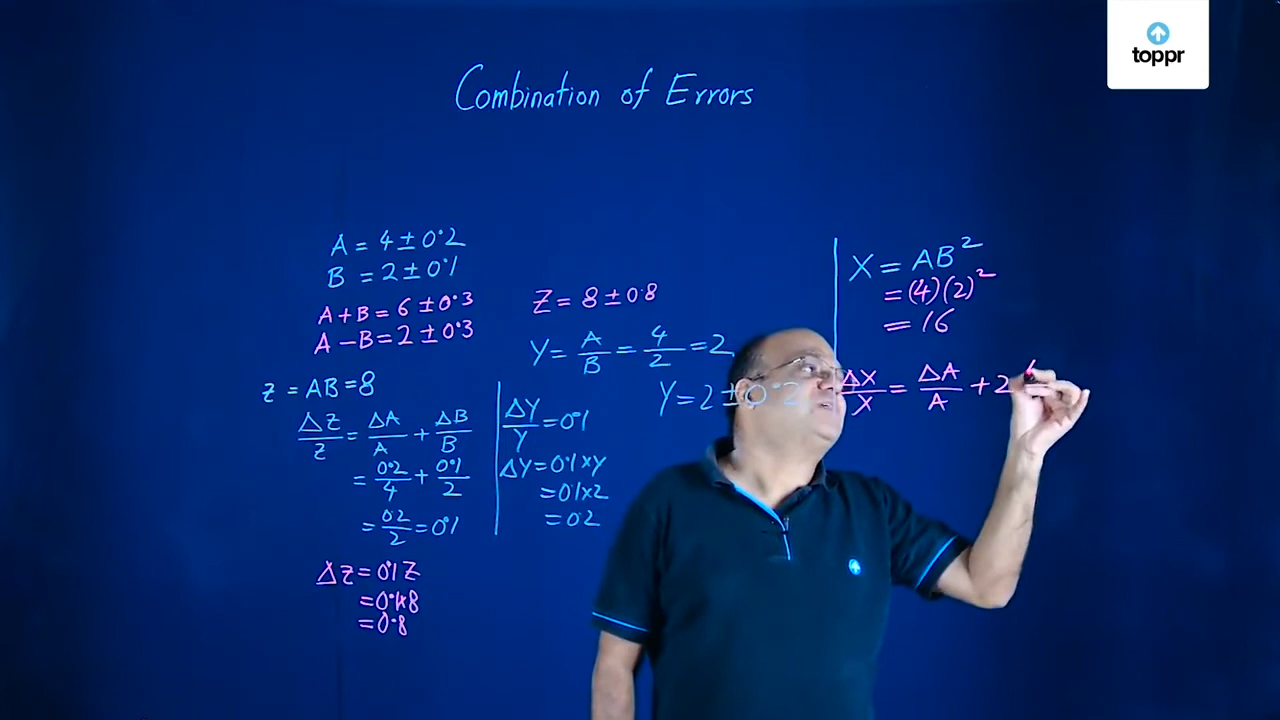 toppr
Combination of Errors
A = 4 ± 0.2
B = 2 ± 0.1
A + B = 6 ± 0.3
A − B = 2 ± 0.3
Z = AB = 8
ΔZ/Z = ΔA/A + ΔB/B
= 0.2/4 + 0.1/2
= 0.2/2 = 0.1
ΔZ = 0.1 Z
= 0.1×8
= 0.8
Z = 8 ± 0.8
Y = A/B = 4/2 = 2
Y = 2 ± 0.2
ΔY/Y = 0.1
ΔY = 0.1×Y
= 0.1×2
= 0.2
X = AB²
= (4)(2)²
= 16
ΔX/X = ΔA/A + 2